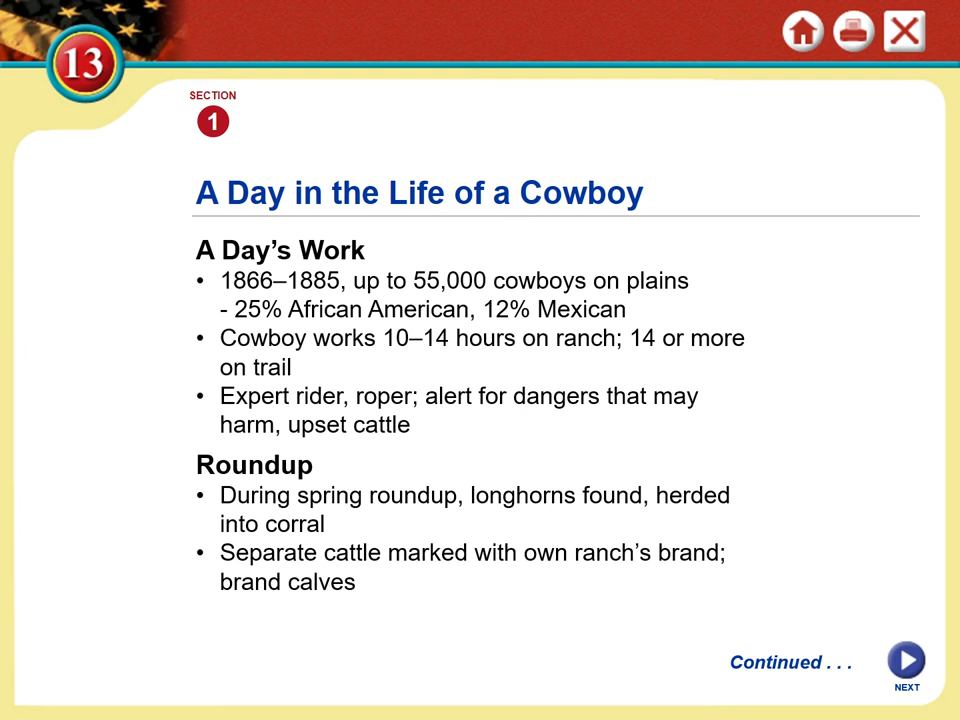 13
SECTION
1
A Day in the Life of a Cowboy
A Day’s Work
• 1866–1885, up to 55,000 cowboys on plains
- 25% African American, 12% Mexican
• Cowboy works 10–14 hours on ranch; 14 or more
on trail
• Expert rider, roper; alert for dangers that may
harm, upset cattle
Roundup
• During spring roundup, longhorns found, herded
into corral
• Separate cattle marked with own ranch’s brand;
brand calves
Continued . . .
NEXT